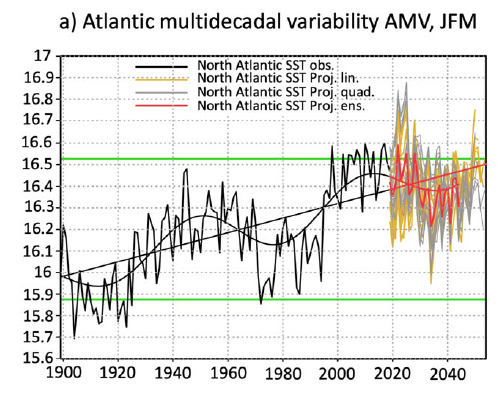 a) Atlantic multidecadal variability AMV, JFM
North Atlantic SST obs.
North Atlantic SST Proj. lin.
North Atlantic SST Proj. quad.
North Atlantic SST Proj. ens.
17
16.9
16.8
16.7
16.6
16.5
16.4
16.3
16.2
16.1
16
15.9
15.8
15.7
15.6
1900 1920 1940 1960 1980 2000 2020 2040